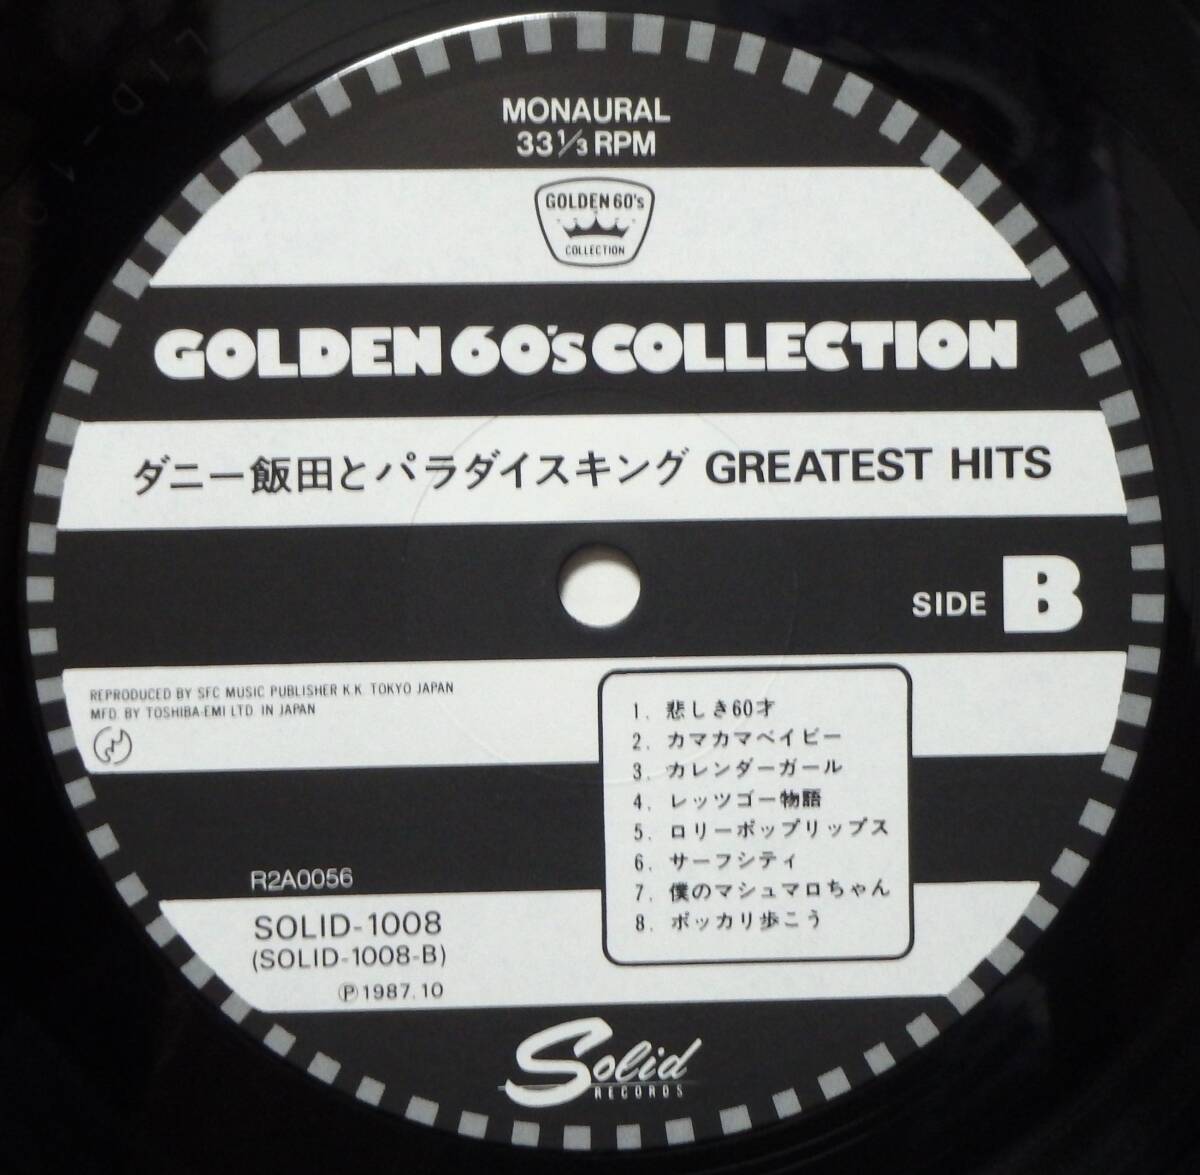 MONAURAL
33 1/3 RPM
GOLDEN 60's
COLLECTION
GOLDEN 60's COLLECTION
ダニー飯田とパラダイスキング GREATEST HITS
SIDE B
REPRODUCED BY SFC MUSIC PUBLISHER K.K. TOKYO JAPAN
MFD. BY TOSHIBA-EMI LTD. IN JAPAN
1. 悲しき60才
2. カマカマベイビー
3. カレンダーガール
4. レッツゴー物語
5. ロリーポップリップス
6. サーフシティ
7. 僕のマシュマロちゃん
8. ポッカリ歩こう
R2A0056
SOLID-1008
(SOLID-1008-B)
Ⓟ1987.10
Solid
RECORDS